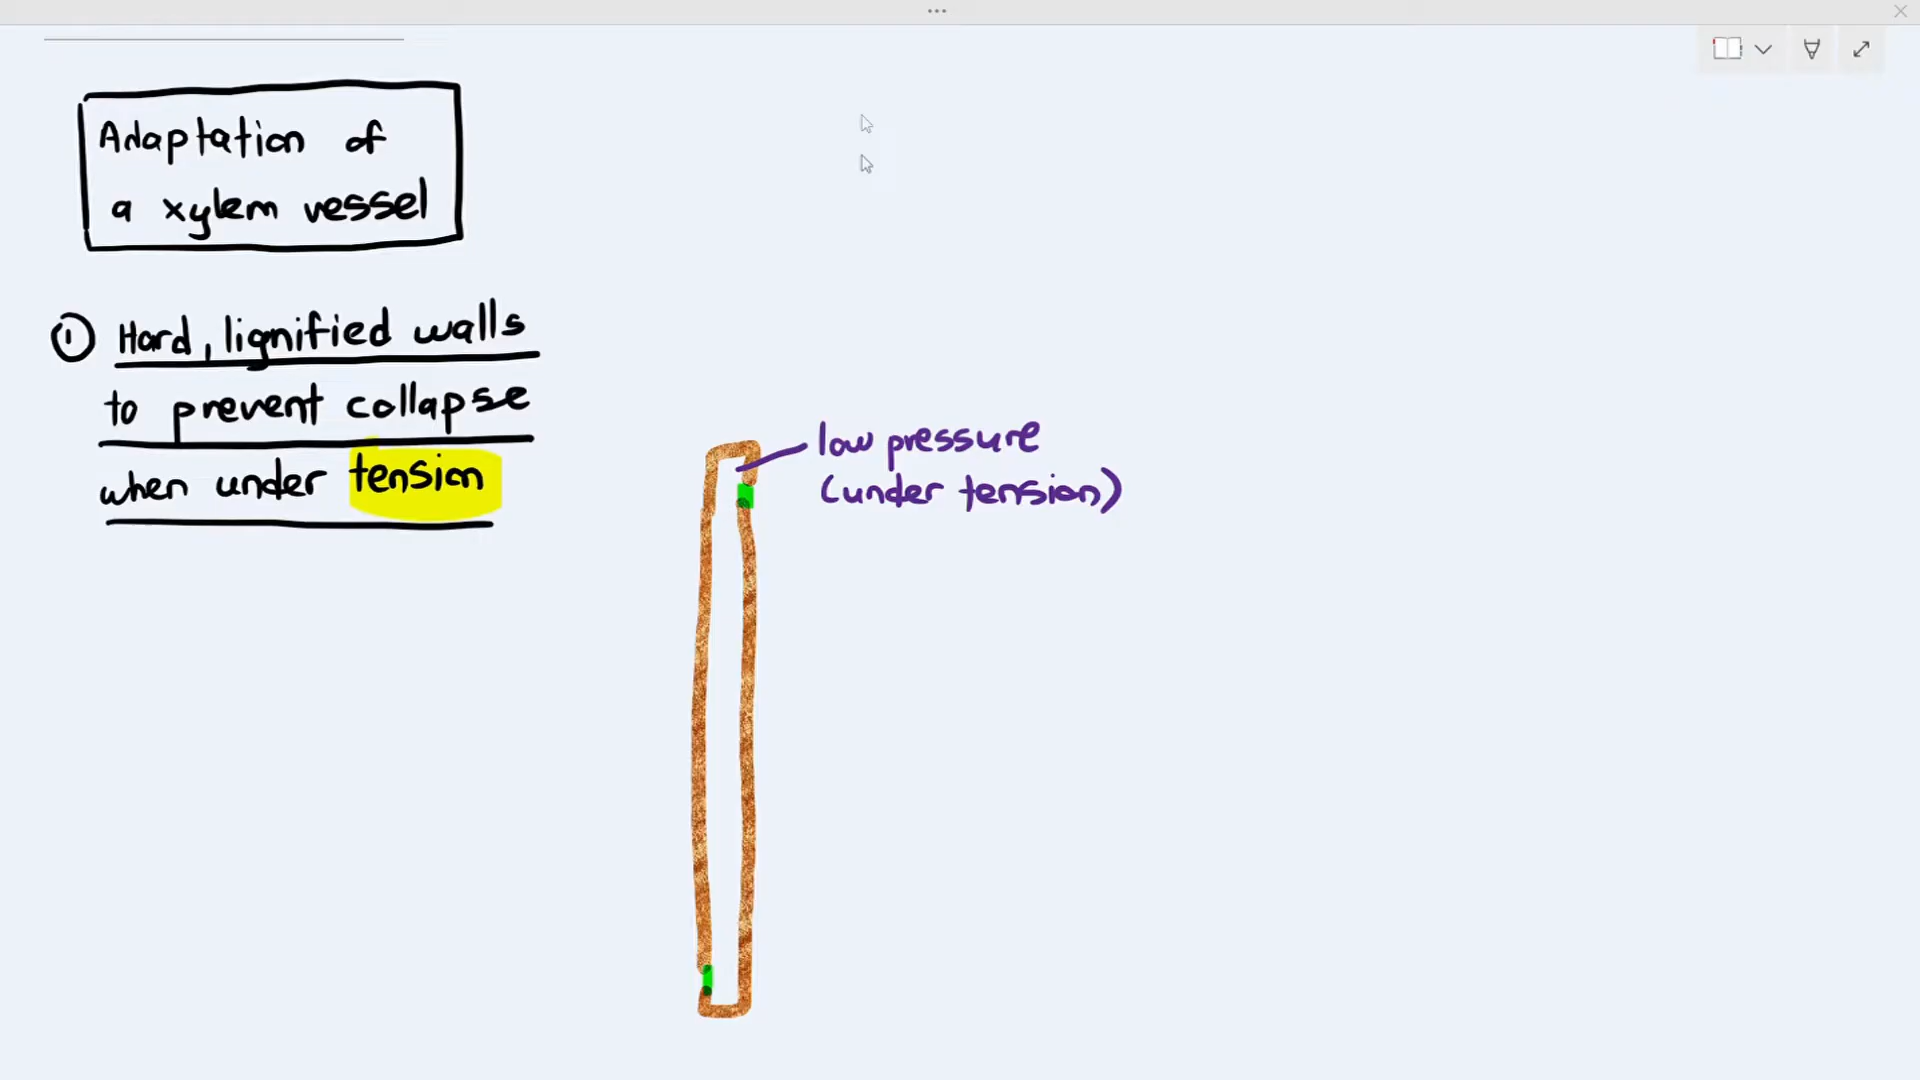 Adaptation of
a xylem vessel
① Hard, lignified walls
to prevent collapse
when under tension
low pressure
(under tension)